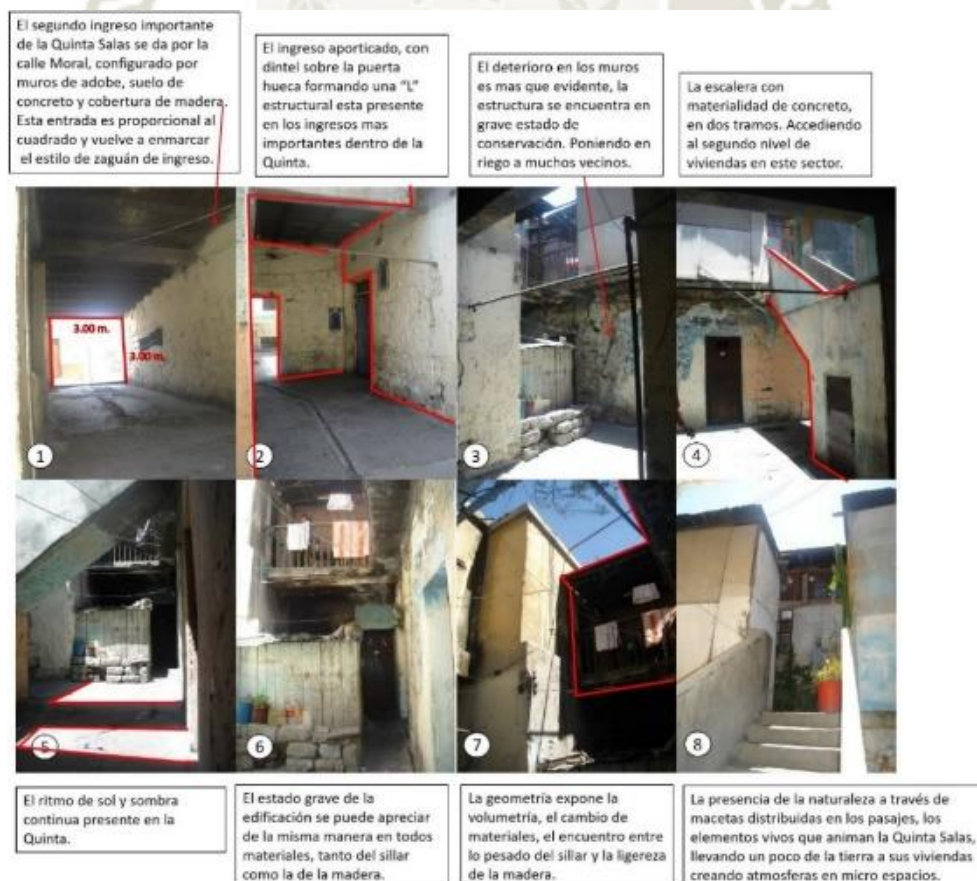 El segundo ingreso importante
de la Quinta Salas se da por la
calle Moral, configurado por
muros de adobe, suelo de
concreto y cobertura de madera.
Esta entrada es proporcional al
cuadrado y vuelve a enmarcar
el estilo de zaguán de ingreso.
El ingreso aporticado, con
dintel sobre la puerta
hueca formando una "L"
estructural esta presente
en los ingresos mas
importantes dentro de la
Quinta.
El deterioro en los muros
es mas que evidente, la
estructura se encuentra en
grave estado de
conservación. Poniendo en
riego a muchos vecinos.
La escalera con
materialidad de concreto,
en dos tramos. Accediendo
al segundo nivel de
viviendas en este sector.
3.00 m.
3.00 m.
1
2
3
4
5
6
7
8
El ritmo de sol y sombra
continua presente en la
Quinta.
El estado grave de la
edificación se puede apreciar
de la misma manera en todos
materiales, tanto del sillar
como la de la madera.
La geometría expone la
volumetría, el cambio de
materiales, el encuentro entre
lo pesado del sillar y la ligereza
de la madera.
La presencia de la naturaleza a través de
macetas distribuidas en los pasajes, los
elementos vivos que animan la Quinta Salas,
llevando un poco de la tierra a sus viviendas
creando atmosferas en micro espacios.